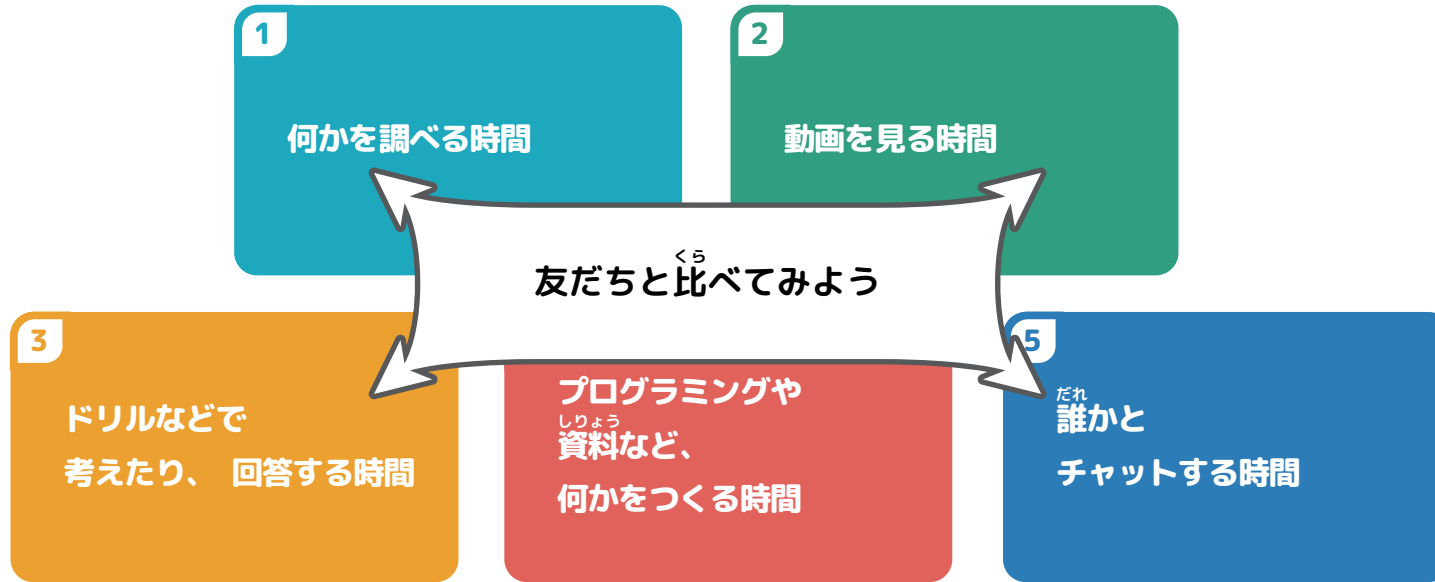 1
何かを調べる時間
2
動画を見る時間
くら
友だちと比べてみよう
3
ドリルなどで
考えたり、 回答する時間
プログラミングや
しりょう
資料など、
何かをつくる時間
5
だれ
誰かと
チャットする時間